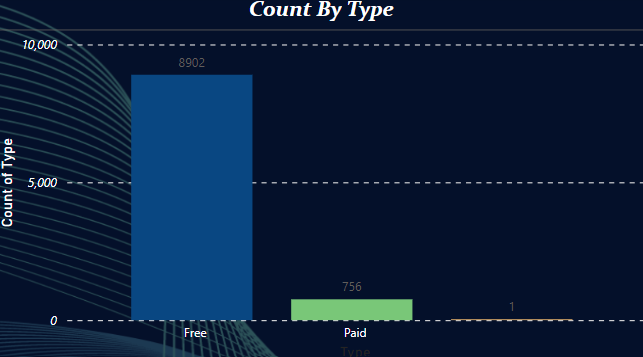 Count By Type
10,000
8902
Count of Type
5,000
756
1
0
Free
Paid
Type